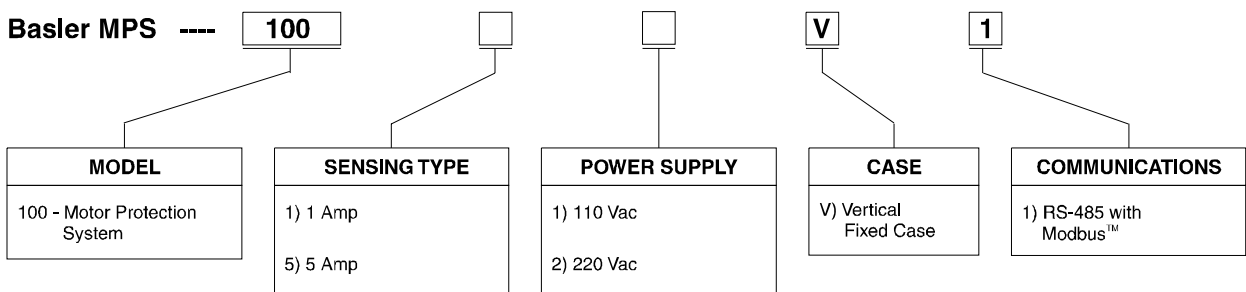 Basler MPS ---- 100 V 1
MODEL
100 - Motor Protection
System
SENSING TYPE
1) 1 Amp
5) 5 Amp
POWER SUPPLY
1) 110 Vac
2) 220 Vac
CASE
V) Vertical
Fixed Case
COMMUNICATIONS
1) RS-485 with
Modbus™